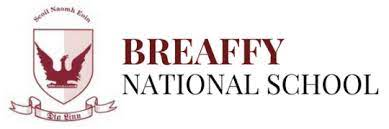 Scoil Naomh Eoin
Dia Linn
BREAFFY
NATIONAL SCHOOL